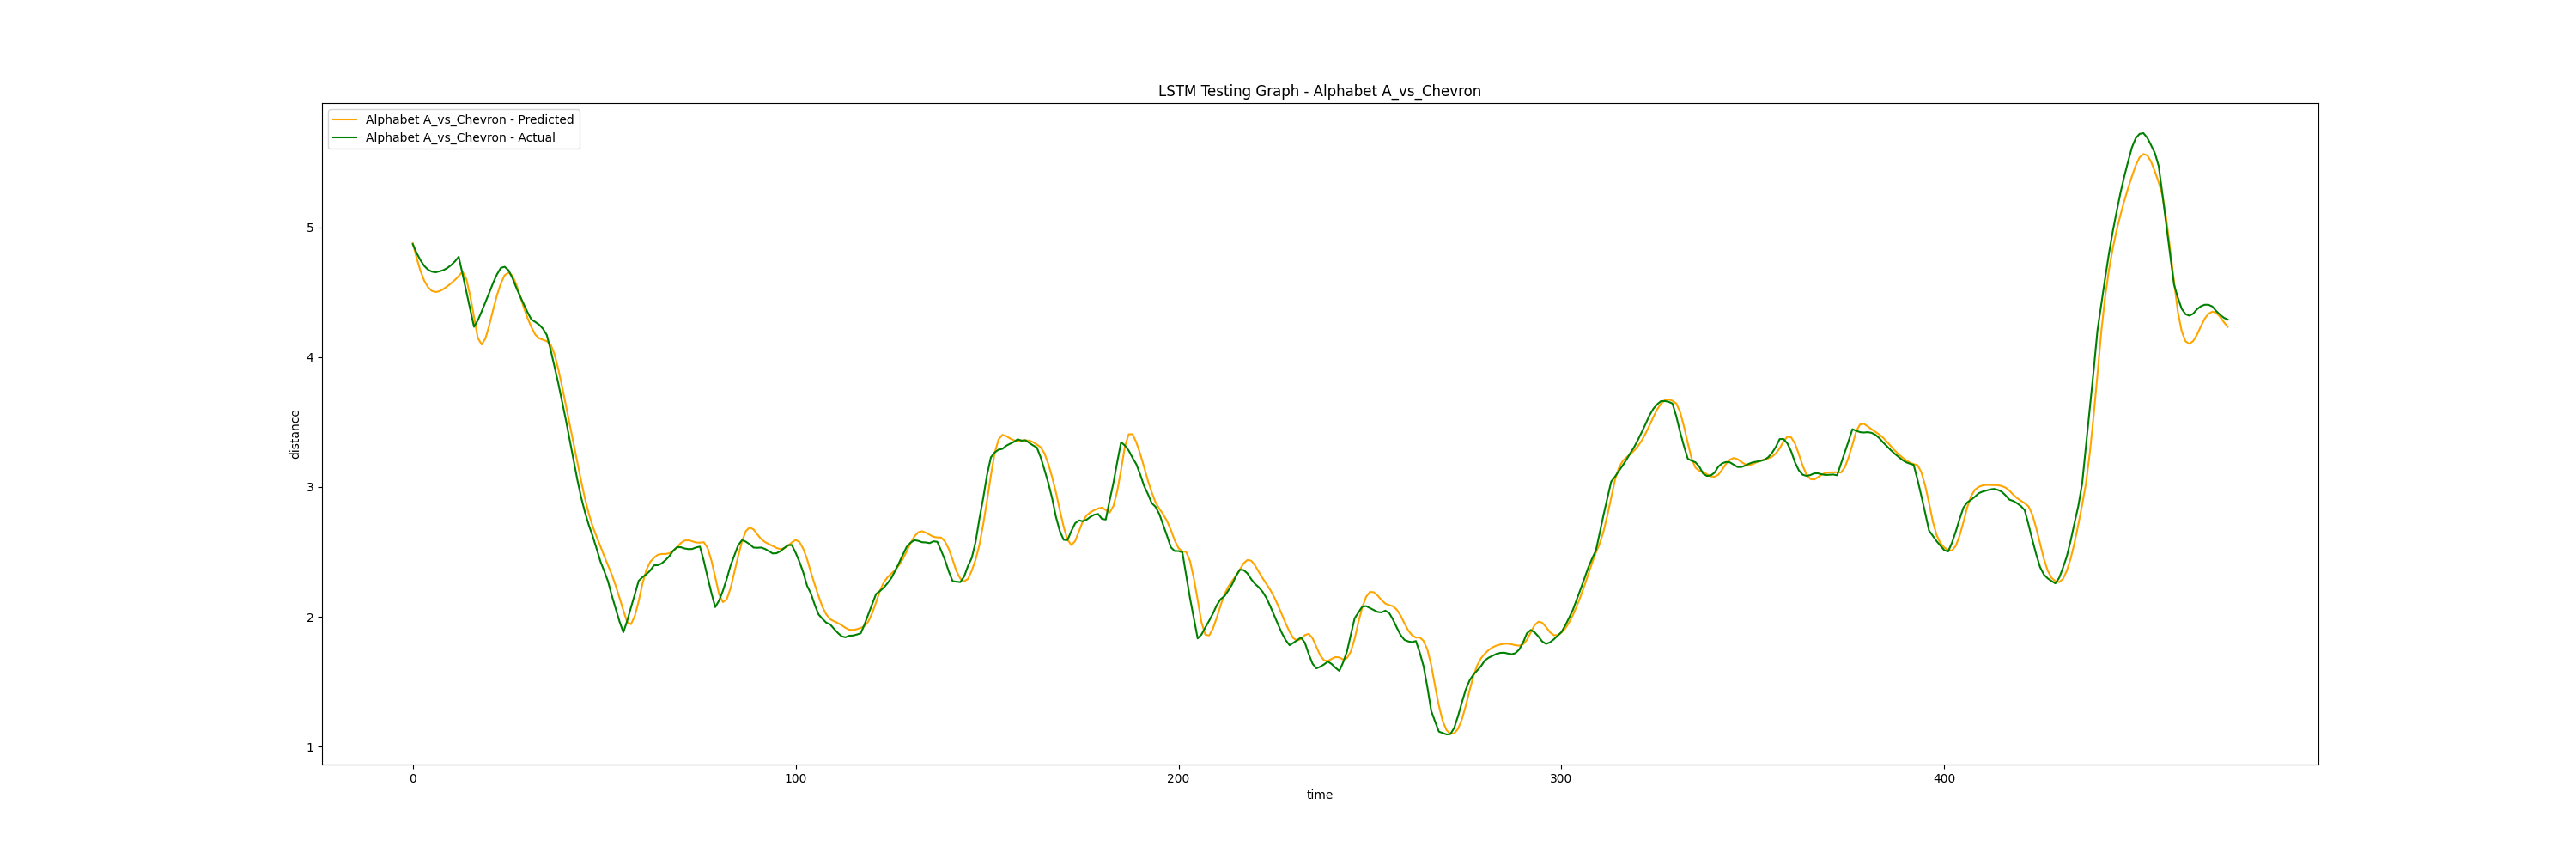 LSTM Testing Graph - Alphabet A_vs_Chevron
Alphabet A_vs_Chevron - Predicted
Alphabet A_vs_Chevron - Actual
5
4
3
2
1
distance
0 100 200 300 400
time